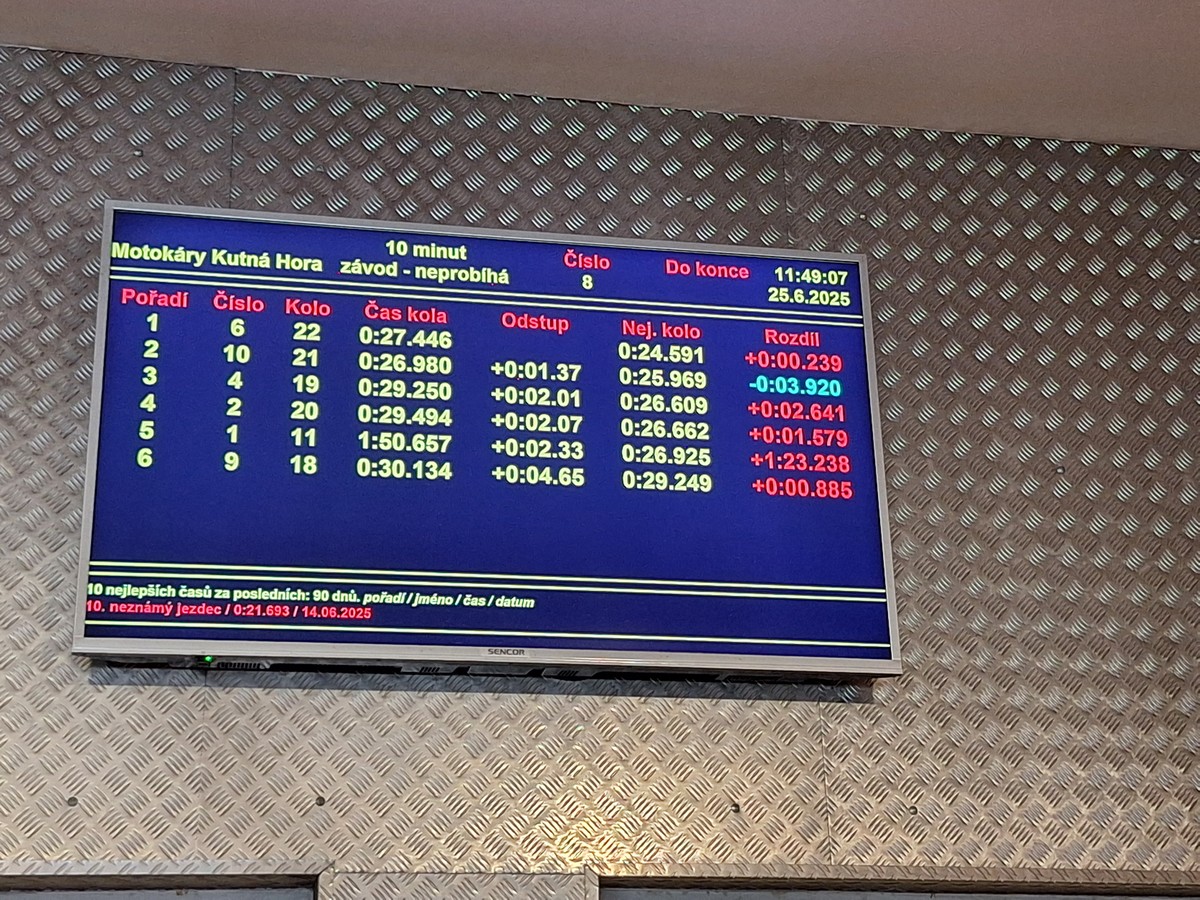 Motokáry Kutná Hora 10 minut Číslo Do konce 11:49:07
závod - neprobíhá 8 25.6.2025
Pořadí Číslo Kolo Čas kola Odstup Nej. kolo Rozdíl
1 6 22 0:27.446 0:24.591 +0:00.239
2 10 21 0:26.980 +0:01.37 0:25.969 -0:03.920
3 4 19 0:29.250 +0:02.01 0:26.609 +0:02.641
4 2 20 0:29.494 +0:02.07 0:26.662 +0:01.579
5 1 11 1:50.657 +0:02.33 0:26.925 +1:23.238
6 9 18 0:30.134 +0:04.65 0:29.249 +0:00.885
10 nejlepších časů za posledních: 90 dnů. pořadí / jméno / čas / datum
10. neznámý jezdec / 0:21.693 / 14.06.2025
SENCOR